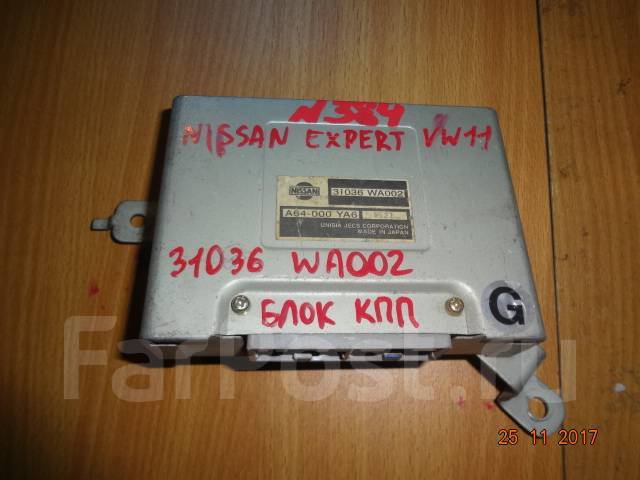 N384
NISSAN EXPERT VW11
NISSAN 31036 WA002
A64-000 YA6
UNISIA JECS CORPORATION
MADE IN JAPAN
31036 WA002
БЛОК КПП
G
FarPost.ru
25 11 2017